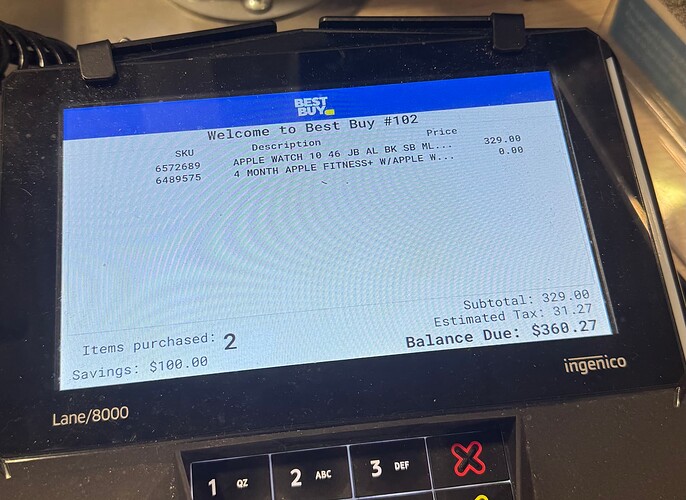 BEST
BUY
Welcome to Best Buy #102
SKU Description Price
6572689 APPLE WATCH 10 46 JB AL BK SB ML... 329.00
6489575 4 MONTH APPLE FITNESS+ W/APPLE W... 0.00
Subtotal: 329.00
Items purchased: 2 Estimated Tax: 31.27
Savings: $100.00 Balance Due: $360.27
ingenico
Lane/8000
1 QZ 2 ABC 3 DEF